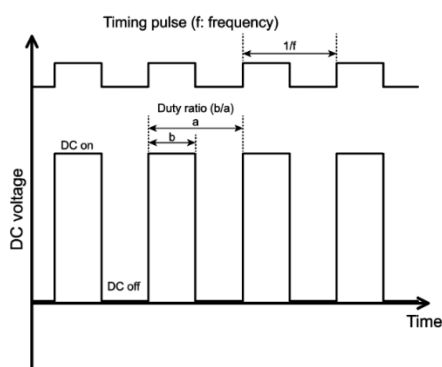 Timing pulse (f: frequency)
1/f
Duty ratio (b/a)
a
b
DC on
DC voltage
DC off
Time